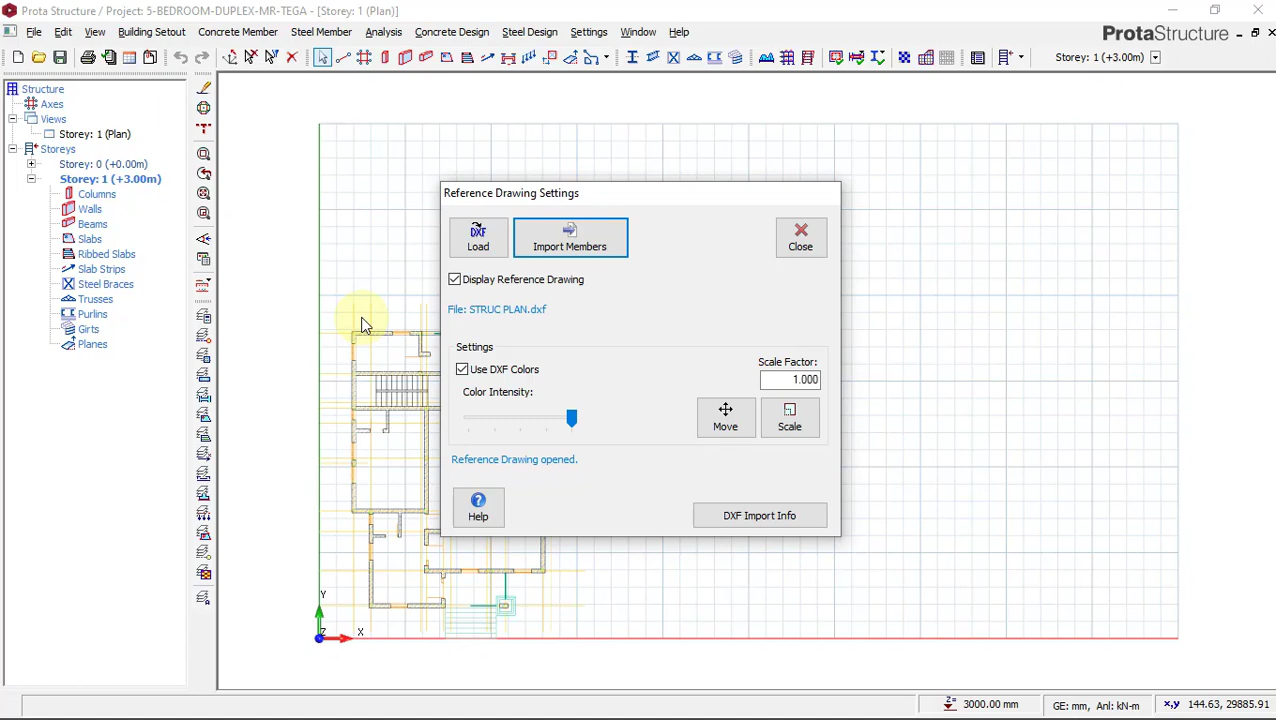 Prota Structure / Project: 5-BEDROOM-DUPLEX-MR-TEGA - [Storey: 1 (Plan)]
File Edit View Building Setout Concrete Member Steel Member Analysis Concrete Design Steel Design Settings Window Help
ProtaStructure
Storey: 1 (+3.00m)
Structure
Axes
Views
Storey: 1 (Plan)
Storeys
Storey: 0 (+0.00m)
Storey: 1 (+3.00m)
Columns
Walls
Beams
Slabs
Ribbed Slabs
Slab Strips
Steel Braces
Trusses
Purlins
Girts
Planes
Reference Drawing Settings
DXF
Load
Import Members
Close
Display Reference Drawing
File: STRUC PLAN.dxf
Settings
Use DXF Colors
Scale Factor:
1.000
Color Intensity:
Move
Scale
Reference Drawing opened.
Help
DXF Import Info
Y
Z
X
Z= 3000.00 mm
GE: mm, Anl: kN-m
x,y 144.63, 29885.91